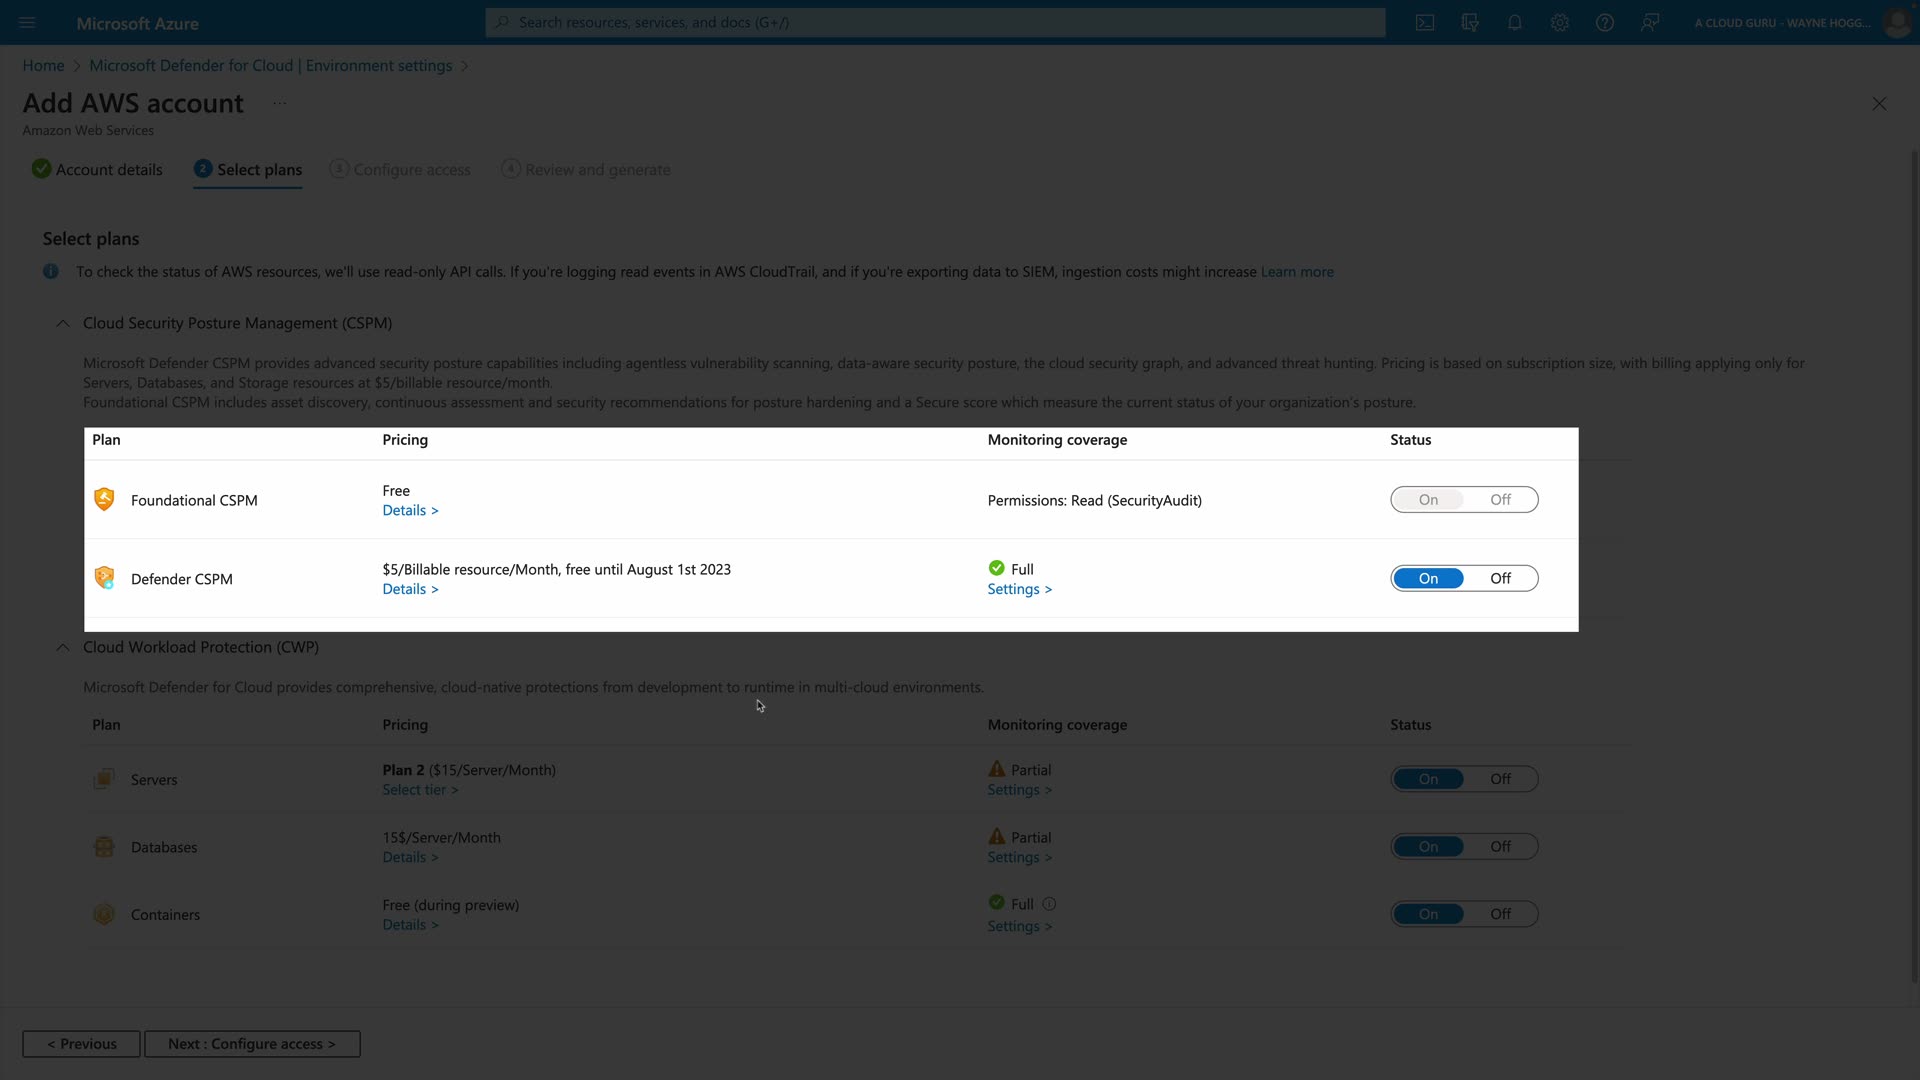 Microsoft Azure
Search resources, services, and docs (G+/)
A CLOUD GURU - WAYNE HOGG...
Home > Microsoft Defender for Cloud | Environment settings >
Add AWS account ...
Amazon Web Services
Account details
2 Select plans
3 Configure access
4 Review and generate
Select plans
To check the status of AWS resources, we'll use read-only API calls. If you're logging read events in AWS CloudTrail, and if you're exporting data to SIEM, ingestion costs might increase Learn more
Cloud Security Posture Management (CSPM)
Microsoft Defender CSPM provides advanced security posture capabilities including agentless vulnerability scanning, data-aware security posture, the cloud security graph, and advanced threat hunting. Pricing is based on subscription size, with billing applying only for
Servers, Databases, and Storage resources at $5/billable resource/month.
Foundational CSPM includes asset discovery, continuous assessment and security recommendations for posture hardening and a Secure score which measure the current status of your organization's posture.
Plan Pricing Monitoring coverage Status
Foundational CSPM
Free
Details >
Permissions: Read (SecurityAudit)
On Off
Defender CSPM
$5/Billable resource/Month, free until August 1st 2023
Details >
Full
Settings >
On Off
Cloud Workload Protection (CWP)
Microsoft Defender for Cloud provides comprehensive, cloud-native protections from development to runtime in multi-cloud environments.
Plan Pricing Monitoring coverage Status
Servers
Plan 2 ($15/Server/Month)
Select tier >
Partial
Settings >
On Off
Databases
15$/Server/Month
Details >
Partial
Settings >
On Off
Containers
Free (during preview)
Details >
Full
Settings >
On Off
< Previous
Next : Configure access >